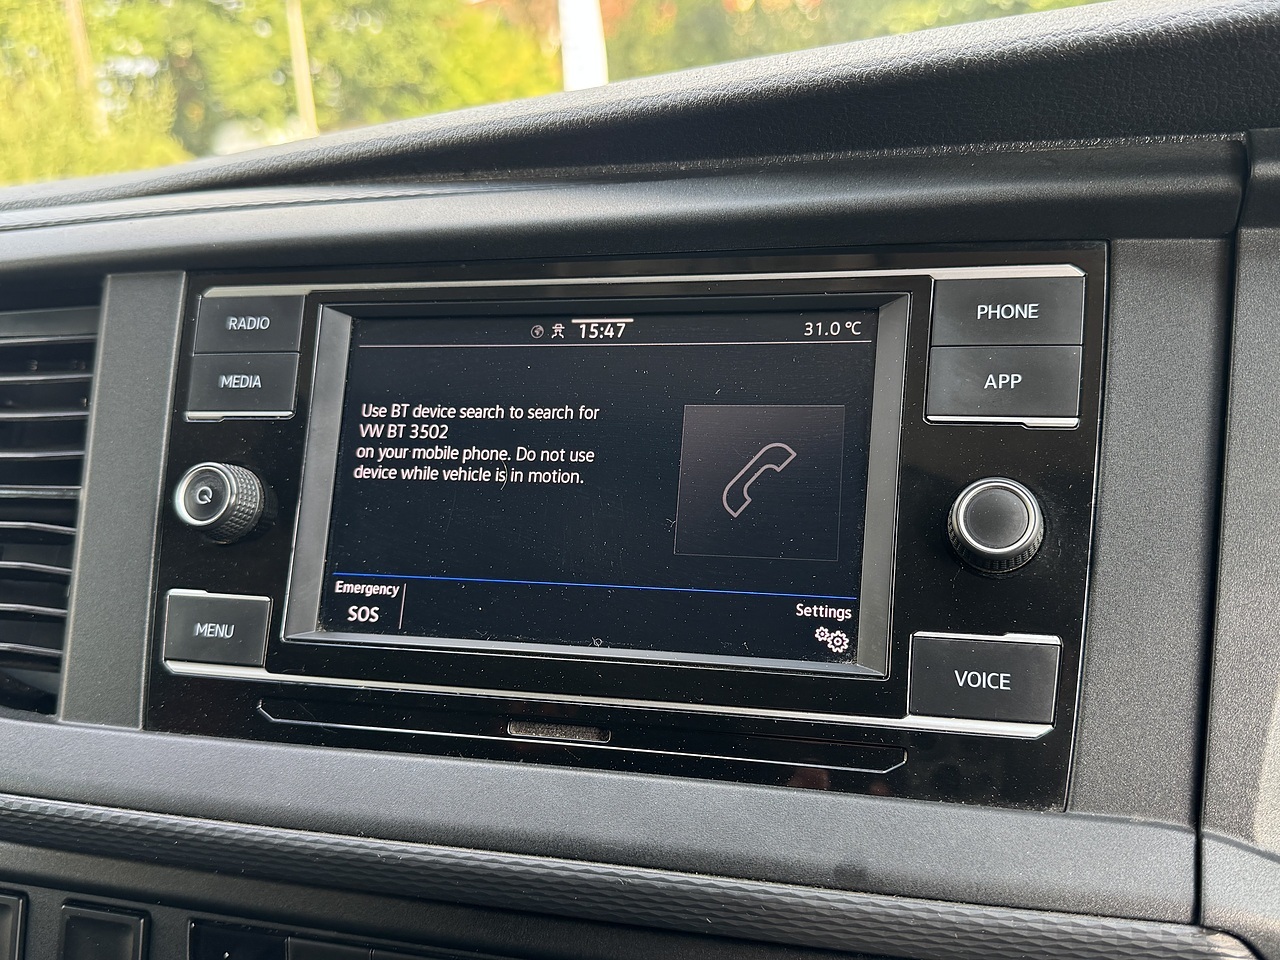 RADIO
MEDIA
MENU
15:47
31.0 °C
Use BT device search to search for
VW BT 3502
on your mobile phone. Do not use
device while vehicle is in motion.
Emergency
SOS
Settings
PHONE
APP
VOICE